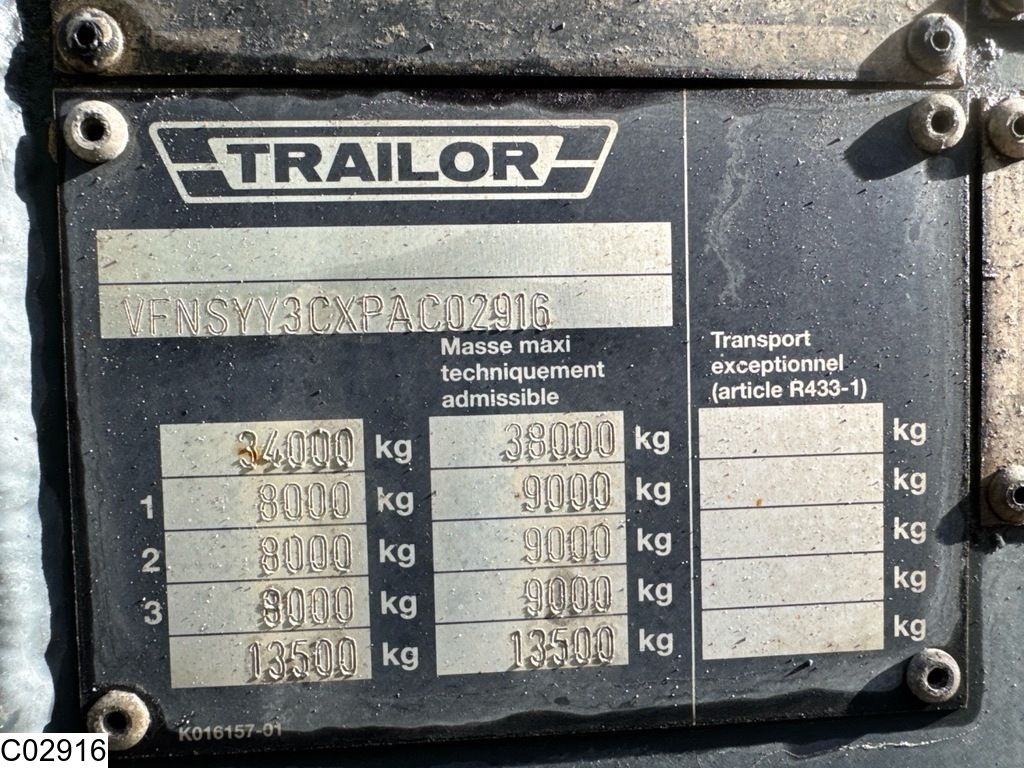 TRAILOR
VFNSYY3CXPAC02916
Masse maxi
techniquement
admissible
Transport
exceptionnel
(article R433-1)
34000 kg 38000 kg kg
1 8000 kg 9000 kg kg
2 8000 kg 9000 kg kg
3 8000 kg 9000 kg kg
13500 kg 13500 kg kg
K016157-01
C02916